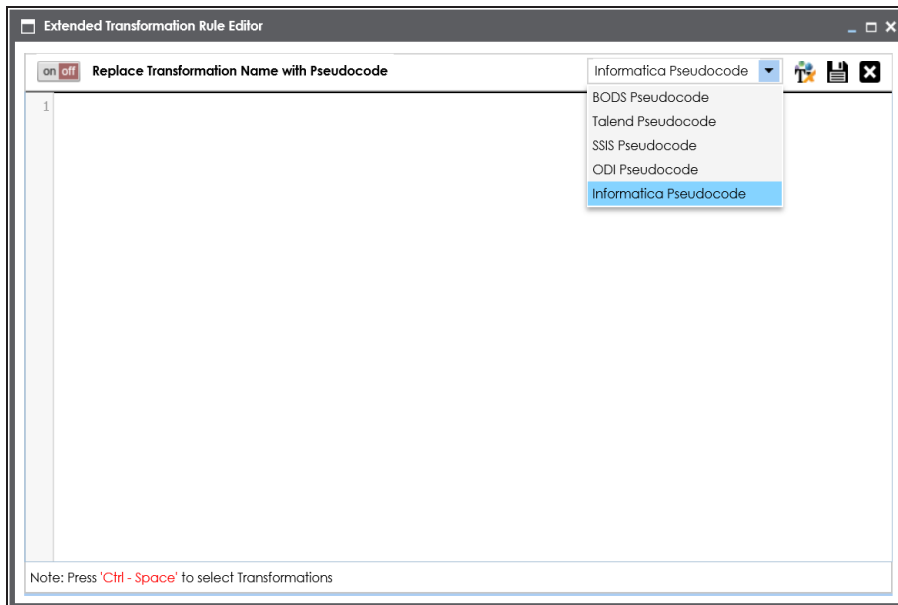 Extended Transformation Rule Editor
on off Replace Transformation Name with Pseudocode Informatica Pseudocode
BODS Pseudocode
Talend Pseudocode
SSIS Pseudocode
ODI Pseudocode
Informatica Pseudocode
1
Note: Press 'Ctrl - Space' to select Transformations